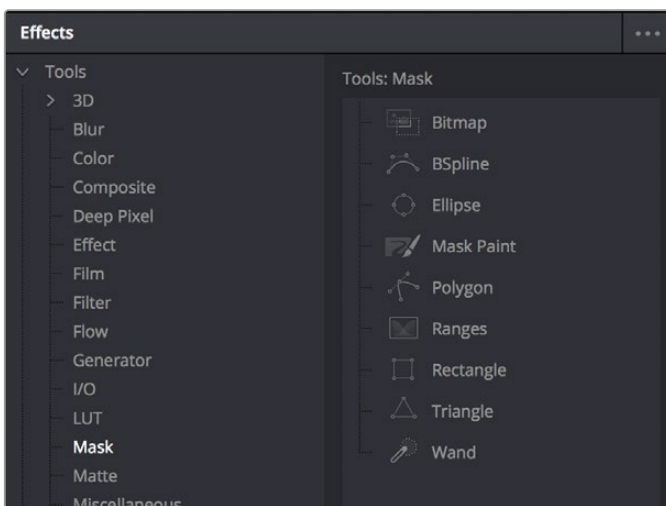 Effects
Tools
3D
Blur
Color
Composite
Deep Pixel
Effect
Film
Filter
Flow
Generator
I/O
LUT
Mask
Matte
Miscellaneous
Tools: Mask
Bitmap
BSpline
Ellipse
Mask Paint
Polygon
Ranges
Rectangle
Triangle
Wand